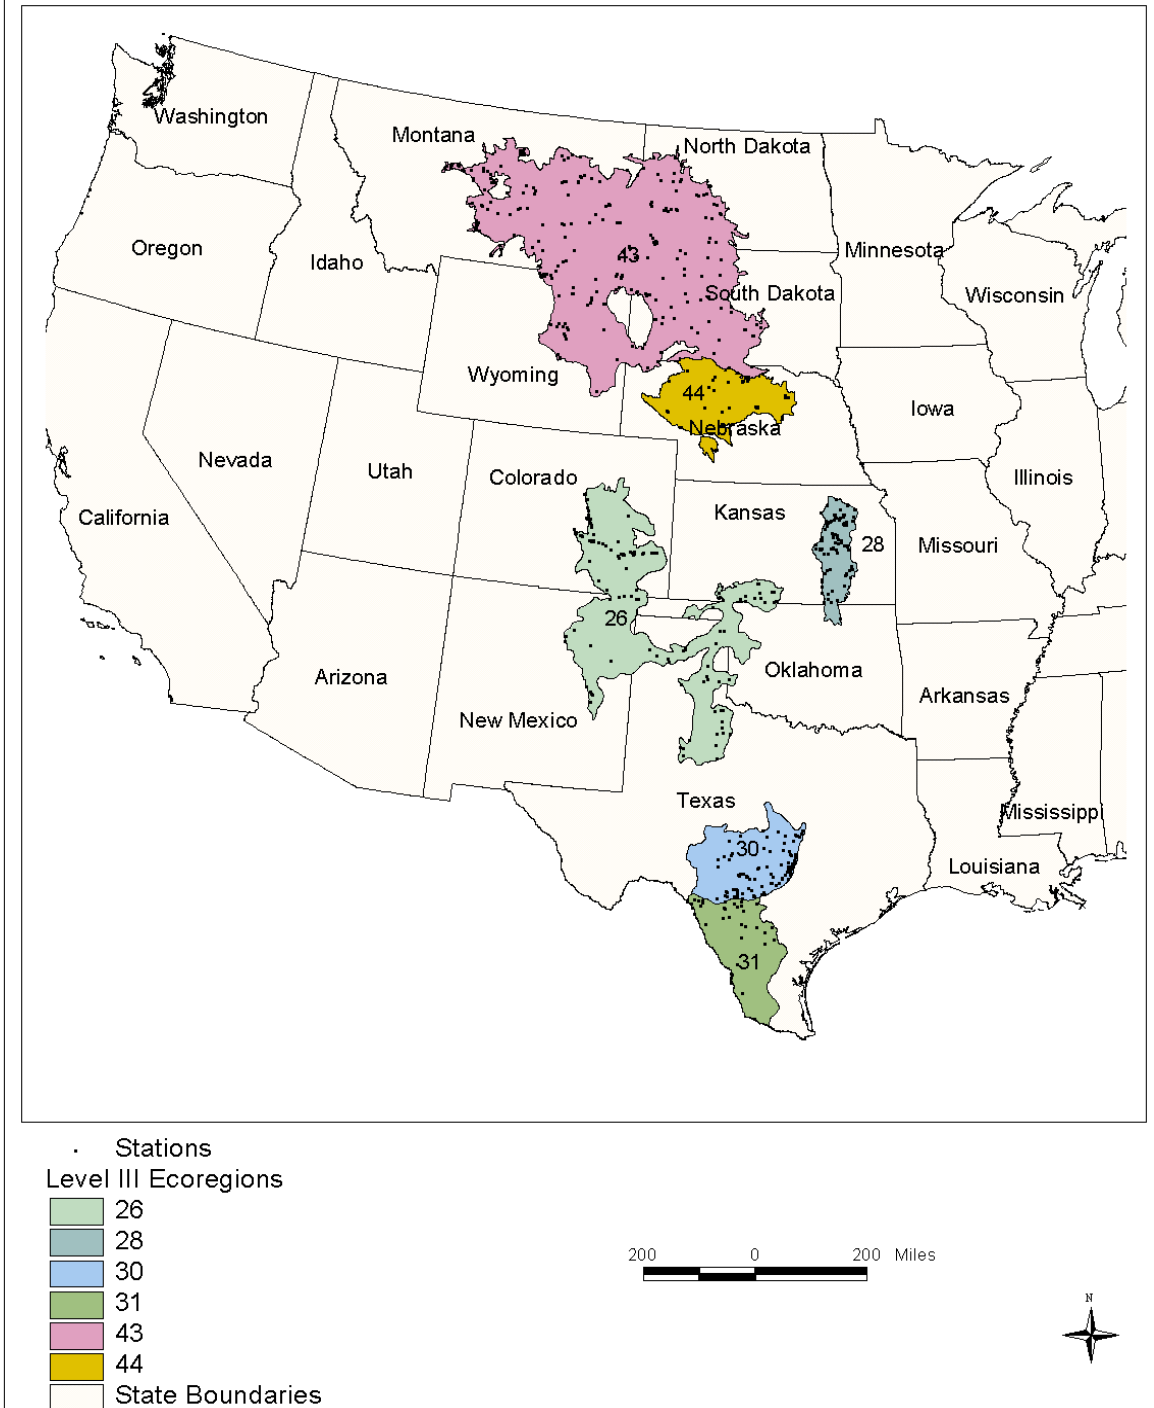 Washington
Montana
North Dakota
Oregon
Idaho
43
Minnesota
South Dakota
Wisconsin
Wyoming
44
Nebraska
Iowa
Nevada
Utah
Colorado
Illinois
California
Kansas
28
Missouri
26
Arizona
Oklahoma
Arkansas
New Mexico
Texas
Mississippi
30
Louisiana
31
Stations
Level III Ecoregions
26
28
30
31
43
44
State Boundaries
200 0 200 Miles
N